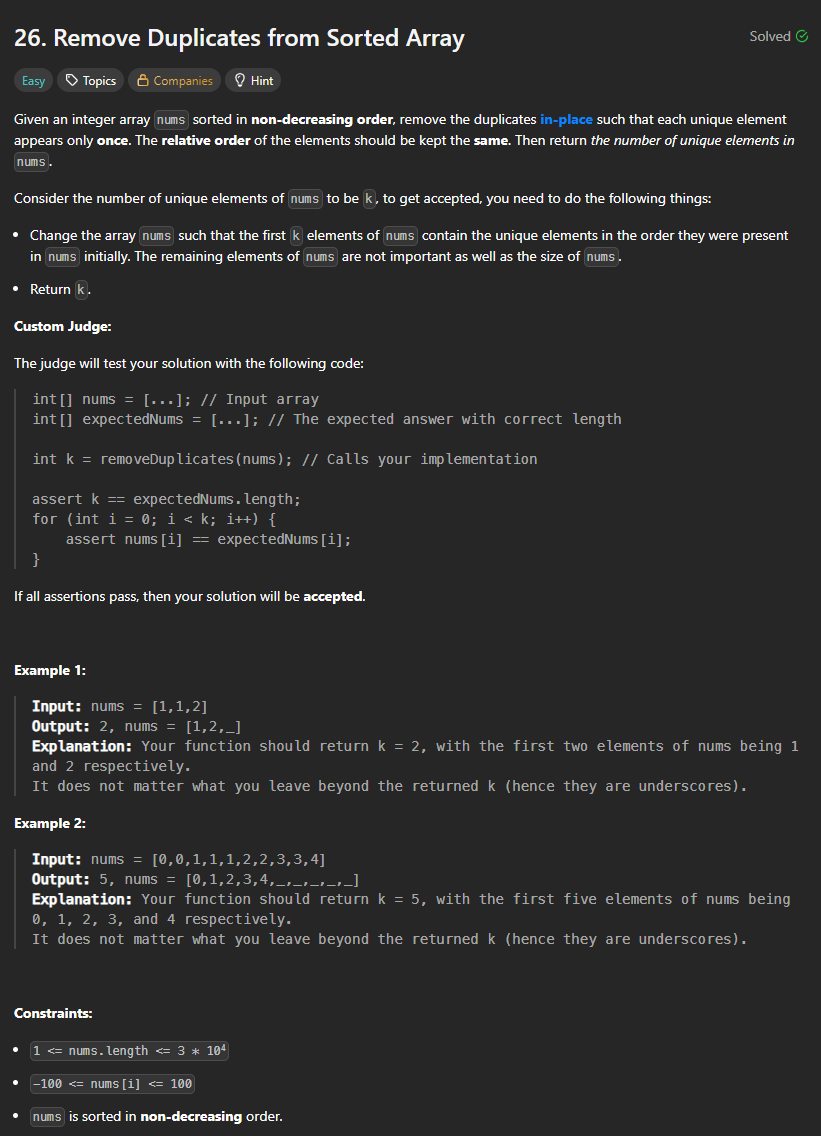 26. Remove Duplicates from Sorted Array
Solved
Easy Topics Companies Hint
Given an integer array nums sorted in non-decreasing order, remove the duplicates in-place such that each unique element
appears only once. The relative order of the elements should be kept the same. Then return the number of unique elements in
nums.
Consider the number of unique elements of nums to be k, to get accepted, you need to do the following things:
• Change the array nums such that the first k elements of nums contain the unique elements in the order they were present
in nums initially. The remaining elements of nums are not important as well as the size of nums.
• Return k.
Custom Judge:
The judge will test your solution with the following code:
int[] nums = [...]; // Input array
int[] expectedNums = [...]; // The expected answer with correct length
int k = removeDuplicates(nums); // Calls your implementation
assert k == expectedNums.length;
for (int i = 0; i < k; i++) {
    assert nums[i] == expectedNums[i];
}
If all assertions pass, then your solution will be accepted.
Example 1:
Input: nums = [1,1,2]
Output: 2, nums = [1,2,_]
Explanation: Your function should return k = 2, with the first two elements of nums being 1
and 2 respectively.
It does not matter what you leave beyond the returned k (hence they are underscores).
Example 2:
Input: nums = [0,0,1,1,1,2,2,3,3,4]
Output: 5, nums = [0,1,2,3,4,_,_,_,_,_]
Explanation: Your function should return k = 5, with the first five elements of nums being
0, 1, 2, 3, and 4 respectively.
It does not matter what you leave beyond the returned k (hence they are underscores).
Constraints:
• 1 <= nums.length <= 3 * 10⁴
• -100 <= nums[i] <= 100
• nums is sorted in non-decreasing order.